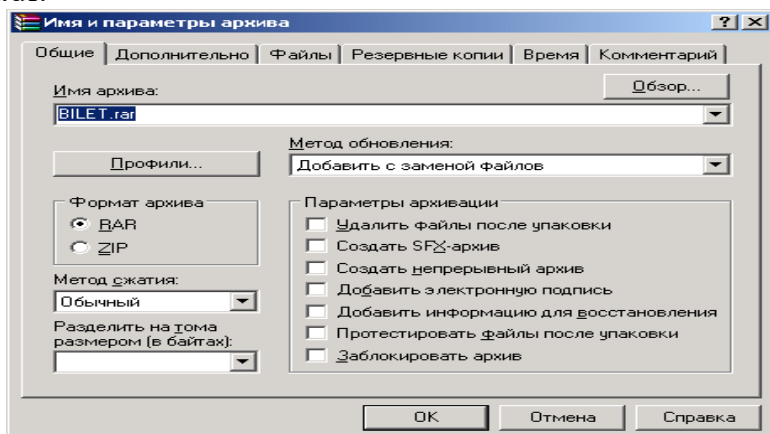 Имя и параметры архива
Общие Дополнительно Файлы Резервные копии Время Комментарий
Имя архива:
Обзор...
BILET.rar
Метод обновления:
Профили...
Добавить с заменой файлов
Формат архива
RAR
ZIP
Метод сжатия:
Обычный
Разделить на тома
размером (в байтах):
Параметры архивации
Удалить файлы после упаковки
Создать SFX-архив
Создать непрерывный архив
Добавить электронную подпись
Добавить информацию для восстановления
Протестировать файлы после упаковки
Заблокировать архив
OK Отмена Справка